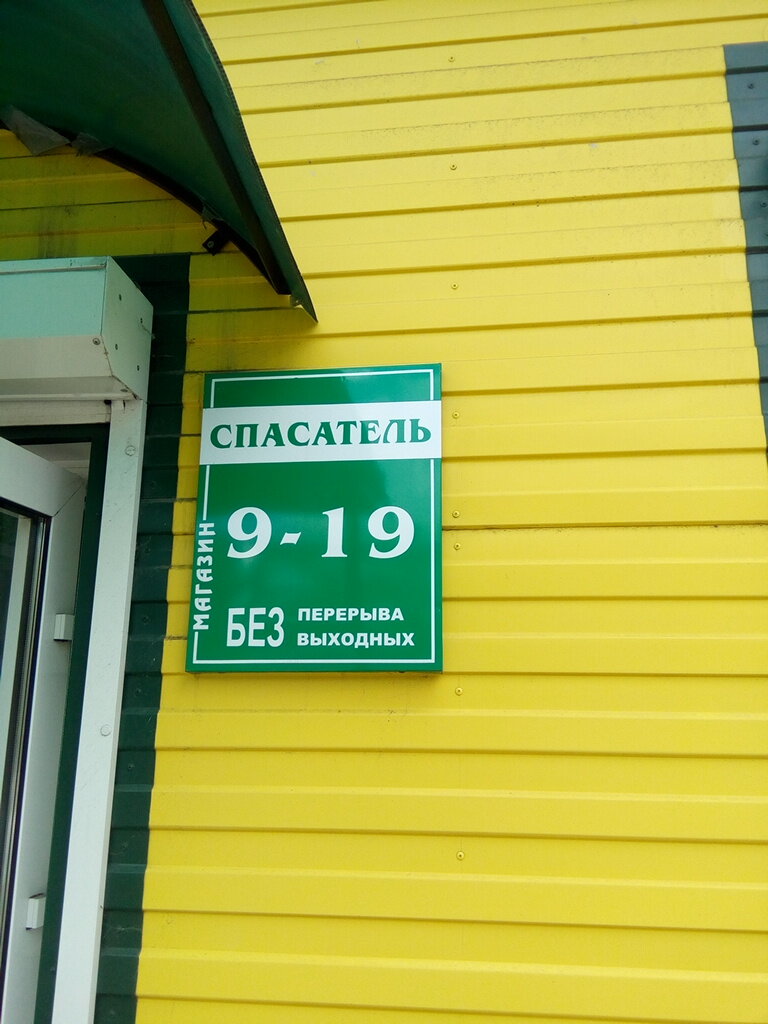 СПАСАТЕЛЬ
МАГАЗИН
9-19
БЕЗ ПЕРЕРЫВА
ВЫХОДНЫХ